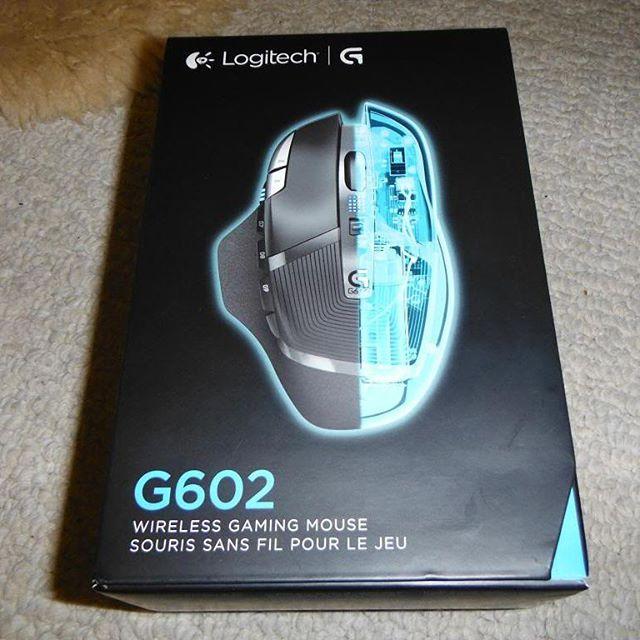 Logitech | G
G602
WIRELESS GAMING MOUSE
SOURIS SANS FIL POUR LE JEU